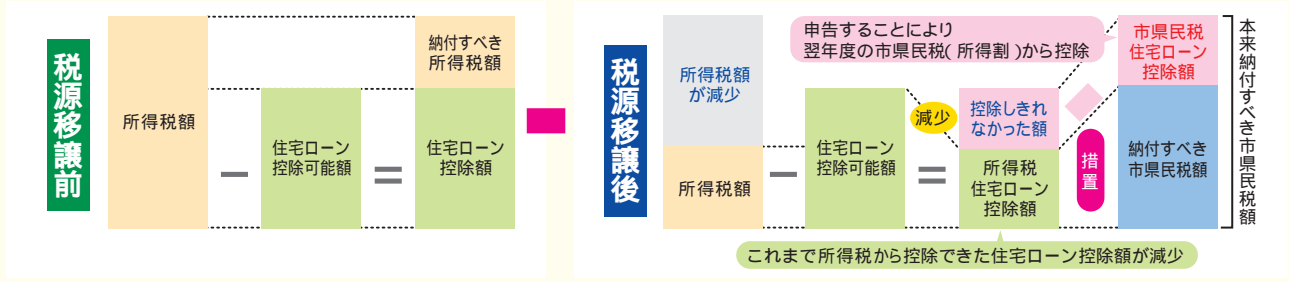 税源移譲前
所得税額
住宅ローン
控除可能額
納付すべき
所得税額
住宅ローン
控除額
税源移譲後
所得税額
が減少
所得税額
住宅ローン
控除可能額
減少
控除しきれ
なかった額
所得税
住宅ローン
控除額
これまで所得税から控除できた住宅ローン控除額が減少
申告することにより
翌年度の市県民税(所得割)から控除
措置
市県民税
住宅ローン
控除額
納付すべき
市県民税額
本来納付すべき市県民税額